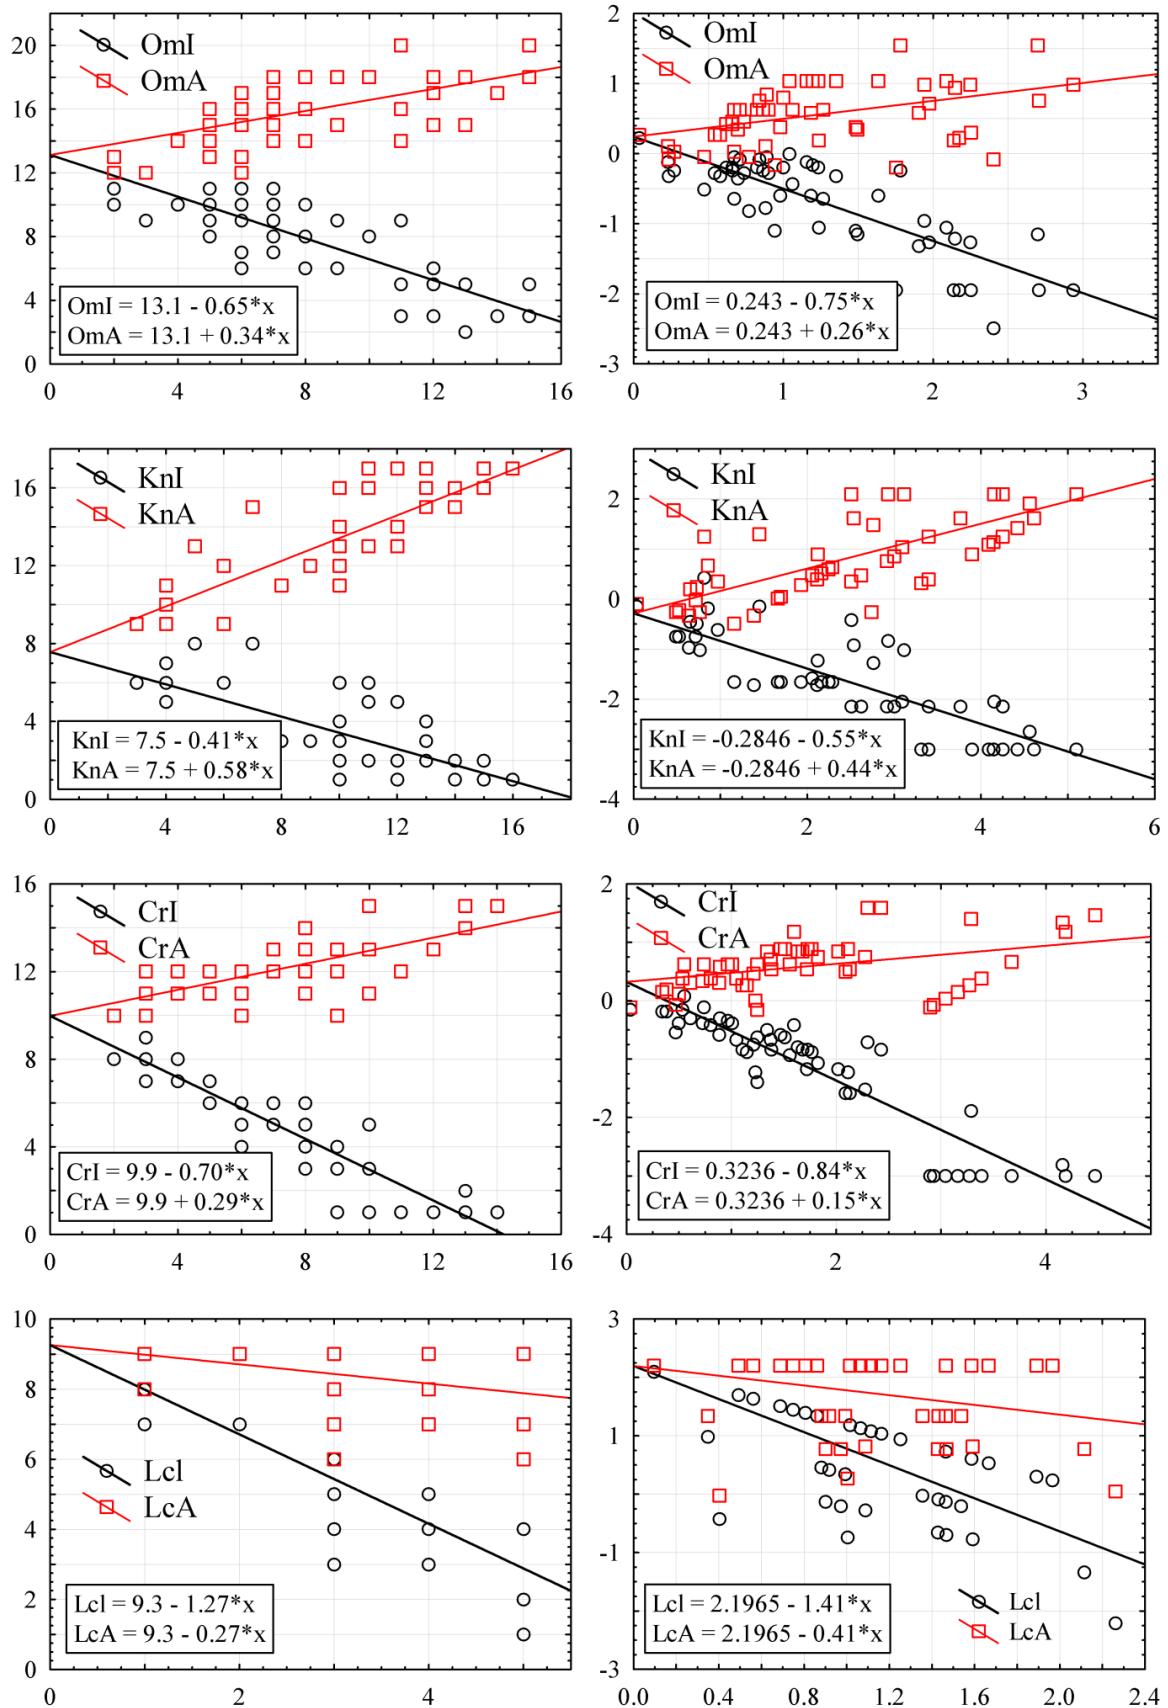 OmI
OmA
20
16
12
8
4
0
OmI = 13.1 - 0.65*x
OmA = 13.1 + 0.34*x
0 4 8 12 16
OmI
OmA
2
1
0
-1
-2
-3
OmI = 0.243 - 0.75*x
OmA = 0.243 + 0.26*x
1 2 3
KnI
KnA
16
12
8
4
0
KnI = 7.5 - 0.41*x
KnA = 7.5 + 0.58*x
0 4 8 12 16
KnI
KnA
2
0
-2
-4
KnI = -0.2846 - 0.55*x
KnA = -0.2846 + 0.44*x
2 4 6
CrI
CrA
16
12
8
4
0
CrI = 9.9 - 0.70*x
CrA = 9.9 + 0.29*x
0 4 8 12 16
CrI
CrA
2
0
-2
-4
CrI = 0.3236 - 0.84*x
CrA = 0.3236 + 0.15*x
0 2 4
10
8
6
4
2
0
Lcl
LcA
Lcl = 9.3 - 1.27*x
LcA = 9.3 - 0.27*x
0 2 4
3
1
-1
-3
Lcl = 2.1965 - 1.41*x
LcA = 2.1965 - 0.41*x
Lcl
LcA
0.0 0.4 0.8 1.2 1.6 2.0 2.4